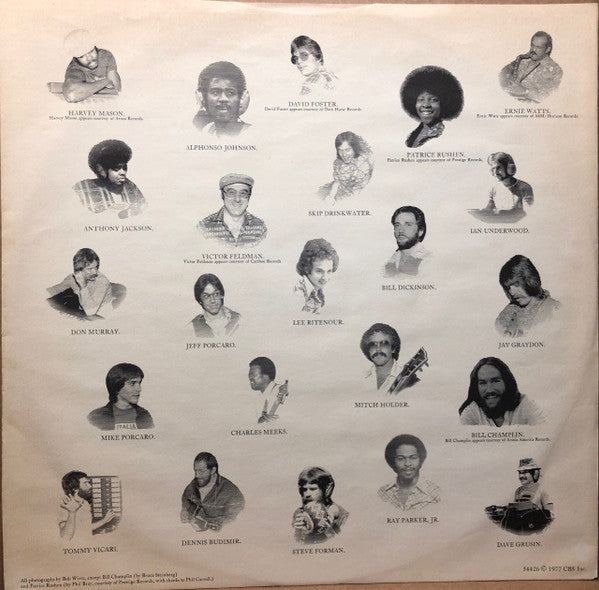 HARVEY MASON.
Harvey Mason appears courtesy of Arista Records.
ALPHONSO JOHNSON.
DAVID FOSTER.
David Foster appears courtesy of Dark Horse Records.
PATRICE RUSHEN.
Patrice Rushen appears courtesy of Prestige Records.
ERNIE WATTS.
Ernie Watts appears courtesy of A&M/Horizon Records.
ANTHONY JACKSON.
VICTOR FELDMAN.
Victor Feldman appears courtesy of Records
SKIP DRINKWATER.
BILL DICKINSON.
IAN UNDERWOOD.
DON MURRAY.
JEFF PORCARO.
LEE RITENOUR.
JAY GRAYDON.
ITALIA
MIKE PORCARO.
CHARLES MEEKS.
MITCH HOLDER.
BILL CHAMPLIN.
Bill Champlin appears courtesy of America Records.
TOMMY VICARI.
DENNIS BUDIMIR.
STEVE FORMAN.
RAY PARKER, JR.
DAVE GRUSIN.
All photography by Bob , except Bill Champlin (by Bruce Steinberg)
and Patrice Rushen (by Phil Bray, courtesy of Prestige Records, with thanks to Phil Carroll.)
34426 © 1977 CBS Inc.